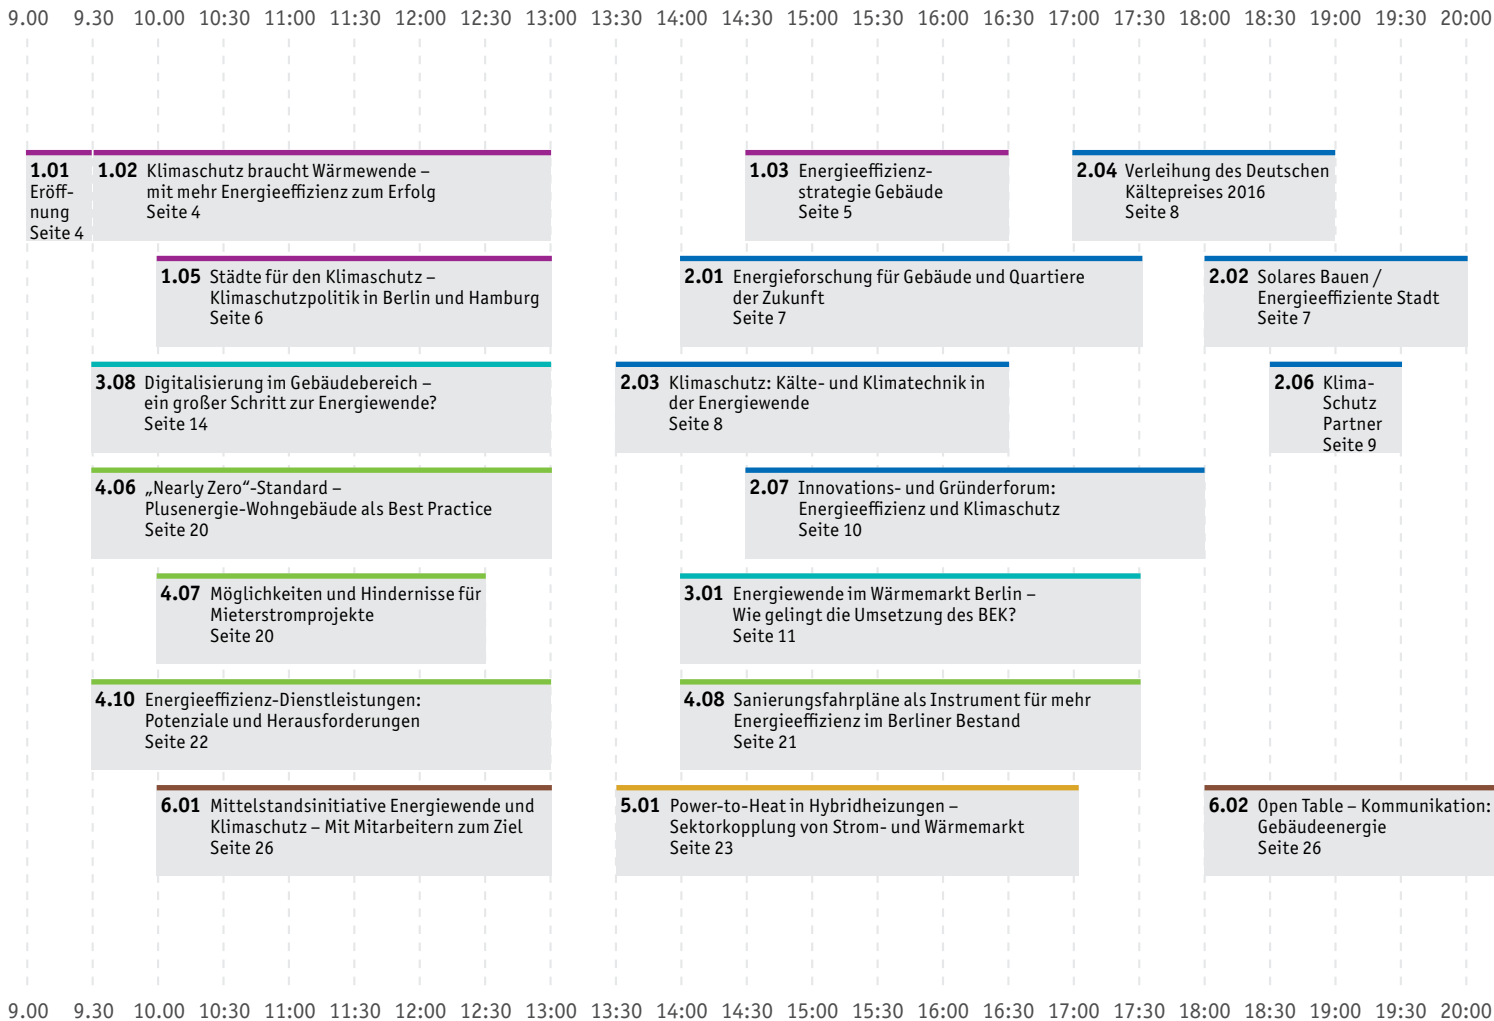 9.00 9.30 10.00 10:30 11:00 11:30 12:00 12:30 13:00 13:30 14:00 14:30 15:00 15:30 16:00 16:30 17:00 17:30 18:00 18:30 19:00 19:30 20:00
1.01
Eröff-
nung
Seite 4
1.02 Klimaschutz braucht Wärmewende –
mit mehr Energieeffizienz zum Erfolg
Seite 4
1.03 Energieeffizienz-
strategie Gebäude
Seite 5
2.04 Verleihung des Deutschen
Kältepreises 2016
Seite 8
1.05 Städte für den Klimaschutz –
Klimaschutzpolitik in Berlin und Hamburg
Seite 6
2.01 Energieforschung für Gebäude und Quartiere
der Zukunft
Seite 7
2.02 Solares Bauen /
Energieeffiziente Stadt
Seite 7
3.08 Digitalisierung im Gebäudebereich –
ein großer Schritt zur Energiewende?
Seite 14
2.03 Klimaschutz: Kälte- und Klimatechnik in
der Energiewende
Seite 8
2.06 Klima-
Schutz
Partner
Seite 9
4.06 „Nearly Zero“-Standard –
Plusenergie-Wohngebäude als Best Practice
Seite 20
2.07 Innovations- und Gründerforum:
Energieeffizienz und Klimaschutz
Seite 10
4.07 Möglichkeiten und Hindernisse für
Mieterstromprojekte
Seite 20
3.01 Energiewende im Wärmemarkt Berlin –
Wie gelingt die Umsetzung des BEK?
Seite 11
4.10 Energieeffizienz-Dienstleistungen:
Potenziale und Herausforderungen
Seite 22
4.08 Sanierungsfahrpläne als Instrument für mehr
Energieeffizienz im Berliner Bestand
Seite 21
6.01 Mittelstandsinitiative Energiewende und
Klimaschutz – Mit Mitarbeitern zum Ziel
Seite 26
5.01 Power-to-Heat in Hybridheizungen –
Sektorkopplung von Strom- und Wärmemarkt
Seite 23
6.02 Open Table – Kommunikation:
Gebäudeenergie
Seite 26
9.00 9.30 10.00 10:30 11:00 11:30 12:00 12:30 13:00 13:30 14:00 14:30 15:00 15:30 16:00 16:30 17:00 17:30 18:00 18:30 19:00 19:30 20:00